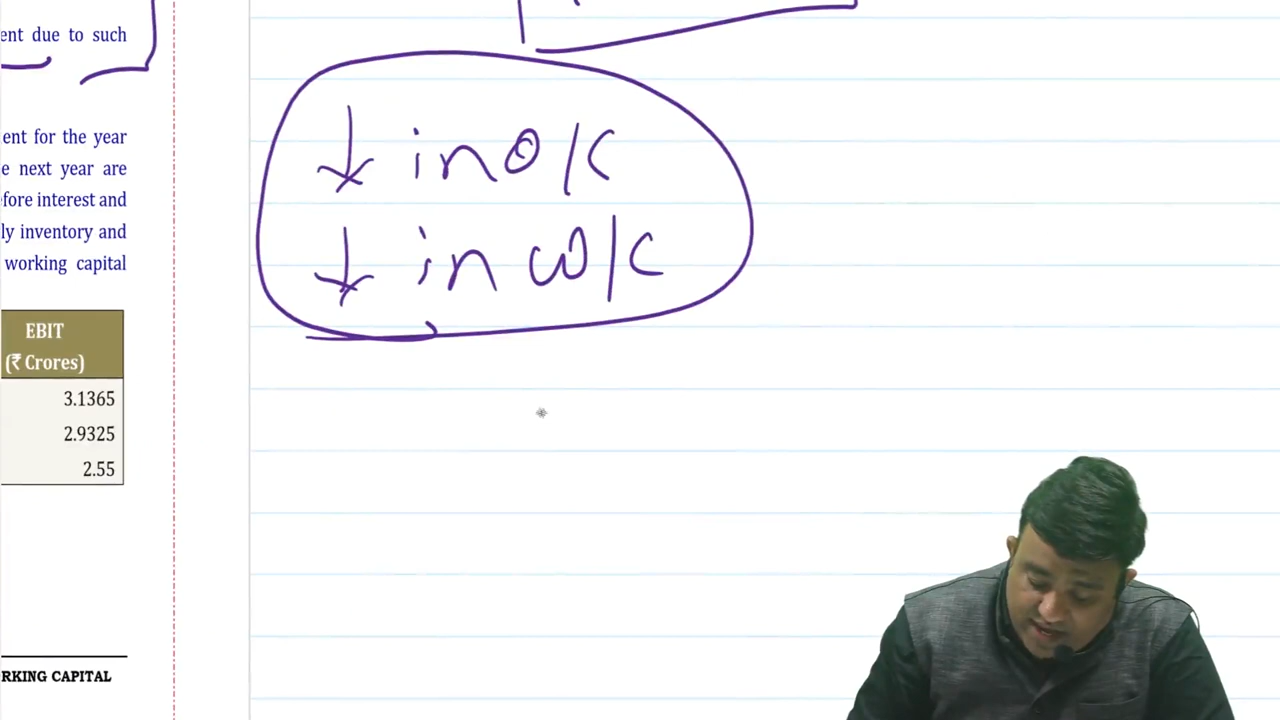 ent due to such
ent for the year
e next year are
fore interest and
ly inventory and
working capital
EBIT
(₹ Crores)
3.1365
2.9325
2.55
RKING CAPITAL
↓ in O/C
↓ in W/C